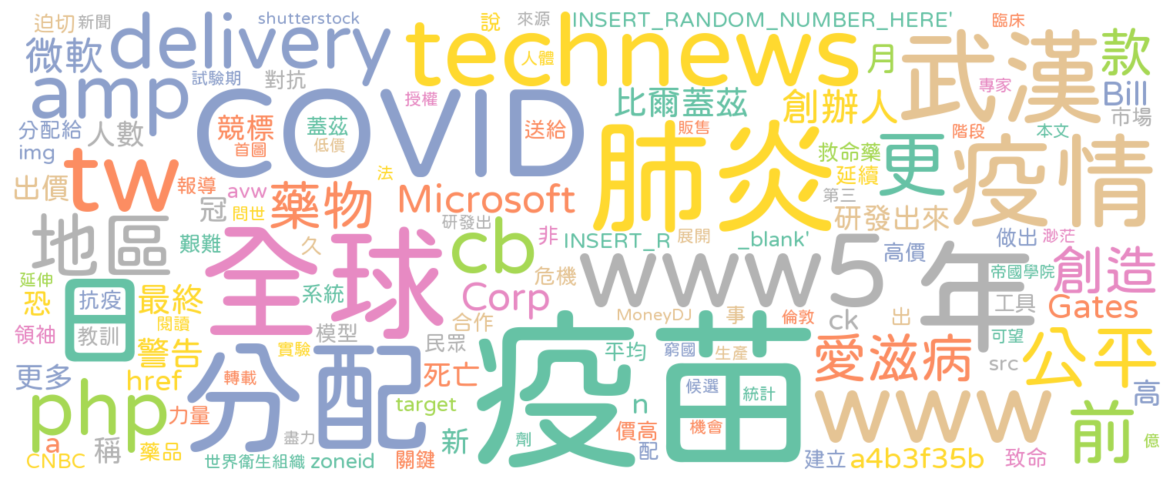 迫切
新聞
shutterstock
說
來源
INSERT_RANDOM_NUMBER_HERE'
臨床
微軟
delivery
technews
人體
月
武漢
款
試驗期
對抗
專家
Bill
amp
COVID
授權
比爾蓋茲
創辦人
市場
分配給
人數
競標
蓋茲
送給
販售
階段
本文
img
首圖
低價
肺炎
救命藥
更
疫情
出價
tw
報導
avw
法
延續
問世
冠
藥物
Microsoft
第三
地區
艱難
研發出
非
INSERT_R
展開
_blank'
研發出來
做出
渺茫
久
全球
cb
危機
www
5
高價
年
帝國學院
創造
延伸
恐
日
抗疫
最終
系統
Corp
MoneyDJ
事
倫敦
ck
出
工具
Gates
領袖
教訓
閱讀
模型
合作
警告
實驗
民眾
疫苗
平均
窮國
生產
愛滋病
可望
公平
更多
href
轉載
分配
死亡
候選
統計
src
高
php
力量
target
n
機會
www
前
a
稱
新
劑
價高
CNBC
藥品
盡力
配
億
世界衛生組織
zoneid
關鍵
建立
a4b3f35b
致命